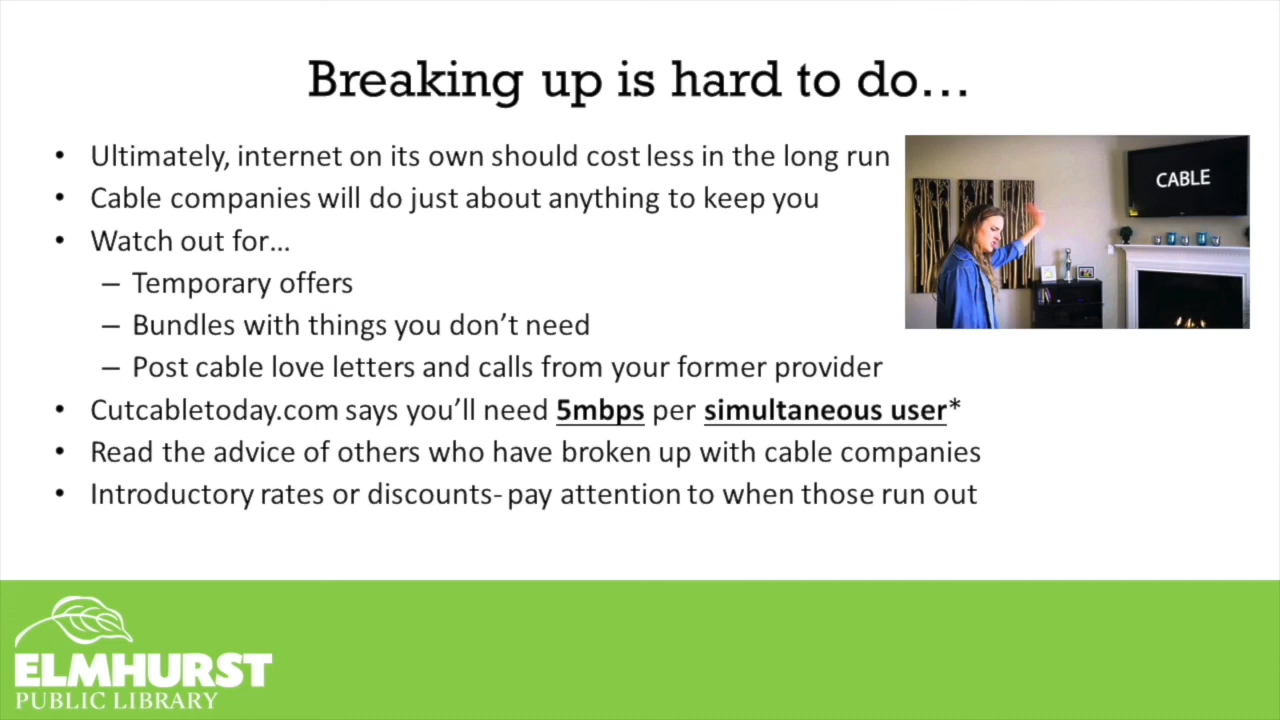 Breaking up is hard to do…
• Ultimately, internet on its own should cost less in the long run
• Cable companies will do just about anything to keep you
• Watch out for…
– Temporary offers
– Bundles with things you don’t need
– Post cable love letters and calls from your former provider
• Cutcabletoday.com says you’ll need 5mbps per simultaneous user*
• Read the advice of others who have broken up with cable companies
• Introductory rates or discounts- pay attention to when those run out
CABLE
ELMHURST
PUBLIC LIBRARY